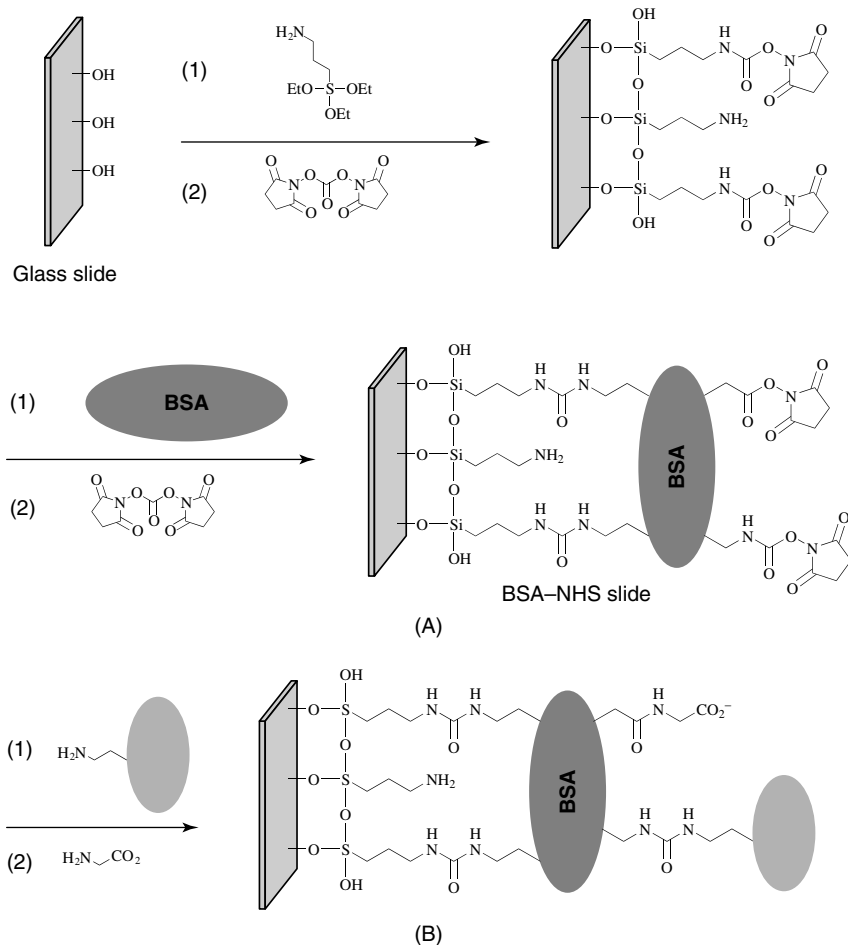 OH
OH
OH
Glass slide
(1)
H2N
EtO S OEt
OEt
(2)
O O
N O O N
O O O
OH
O Si H N O N O
O O
O Si NH2
O
O Si H N O N O
OH O O
(1)
BSA
(2)
O O
N O O N
O O O
OH
O Si H N H N O N O
O O O
O Si NH2
O
O Si H N H N H N O N O
OH O O O
BSA
BSA–NHS slide
(A)
(1)
H2N
(2)
H2N CO2
OH
O S H N H N H N CO2−
O O O
O S NH2
O
O S H N H N H N H N
OH O O
BSA
(B)